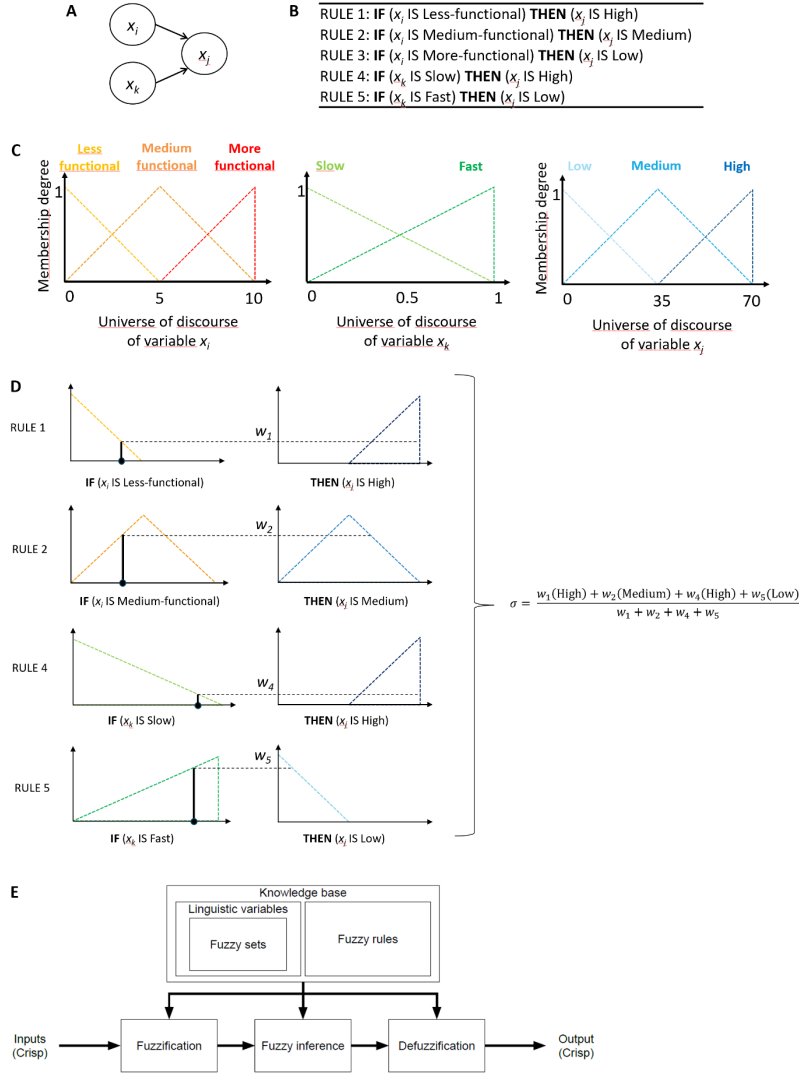 A
x_i
x_j
x_k
B
RULE 1: IF (x_i IS Less-functional) THEN (x_j IS High)
RULE 2: IF (x_i IS Medium-functional) THEN (x_j IS Medium)
RULE 3: IF (x_i IS More-functional) THEN (x_j IS Low)
RULE 4: IF (x_k IS Slow) THEN (x_j IS High)
RULE 5: IF (x_k IS Fast) THEN (x_j IS Low)
C
Less functional
Medium functional
More functional
Membership degree
1
0 5 10
Universe of discourse
of variable x_i
Slow Fast
1
0 0.5 1
Universe of discourse
of variable x_k
Low Medium High
Membership degree
1
0 35 70
Universe of discourse
of variable x_j
D
RULE 1
w_1
IF (x_i IS Less-functional) THEN (x_j IS High)
RULE 2
w_2
IF (x_i IS Medium-functional) THEN (x_j IS Medium)
RULE 4
w_4
IF (x_k IS Slow) THEN (x_j IS High)
RULE 5
w_5
IF (x_k IS Fast) THEN (x_j IS Low)
σ = w_1(High) + w_2(Medium) + w_4(High) + w_5(Low)
w_1 + w_2 + w_4 + w_5
E
Knowledge base
Linguistic variables
Fuzzy sets
Fuzzy rules
Inputs
(Crisp)
Fuzzification
Fuzzy inference
Defuzzification
Output
(Crisp)